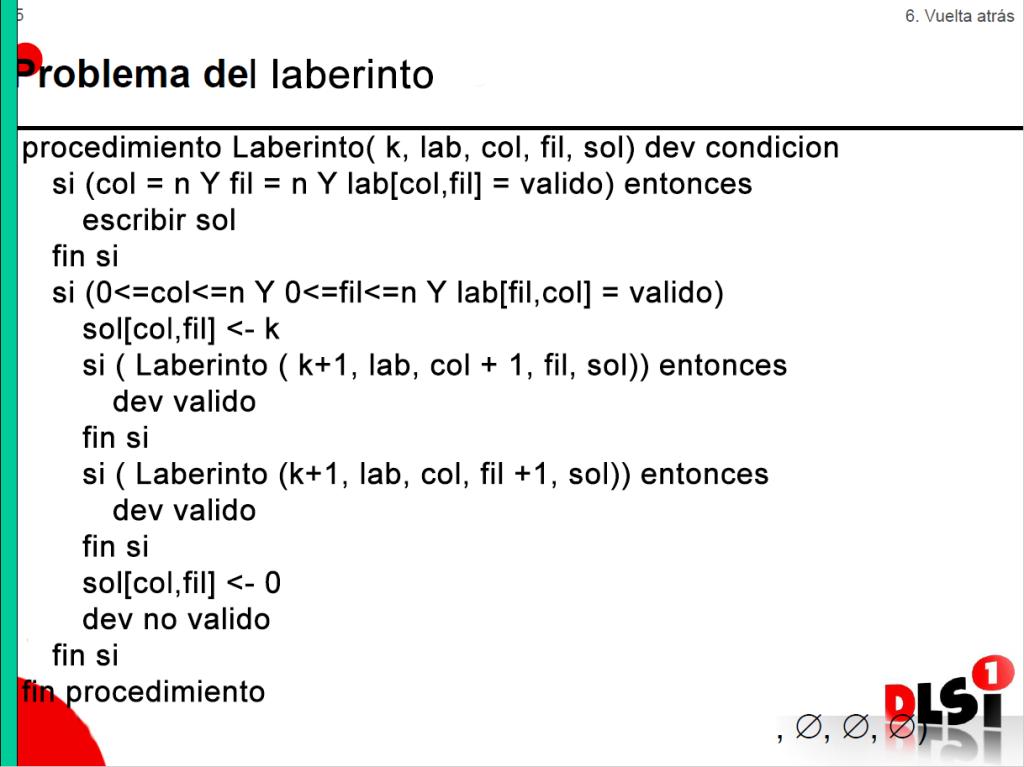 5
6. Vuelta atrás
Problema del laberinto
procedimiento Laberinto( k, lab, col, fil, sol) dev condicion
si (col = n Y fil = n Y lab[col,fil] = valido) entonces
escribir sol
fin si
si (0<=col<=n Y 0<=fil<=n Y lab[fil,col] = valido)
sol[col,fil] <- k
si ( Laberinto ( k+1, lab, col + 1, fil, sol)) entonces
dev valido
fin si
si ( Laberinto (k+1, lab, col, fil +1, sol)) entonces
dev valido
fin si
sol[col,fil] <- 0
dev no valido
fin si
fin procedimiento
DLSi 1
, ∅, ∅, ∅)